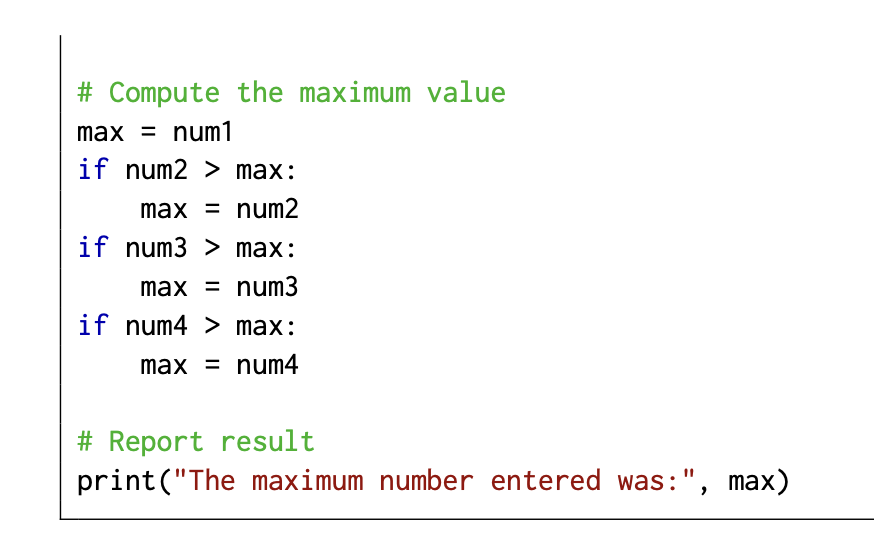 # Compute the maximum value
max = num1
if num2 > max:
    max = num2
if num3 > max:
    max = num3
if num4 > max:
    max = num4
# Report result
print("The maximum number entered was:", max)